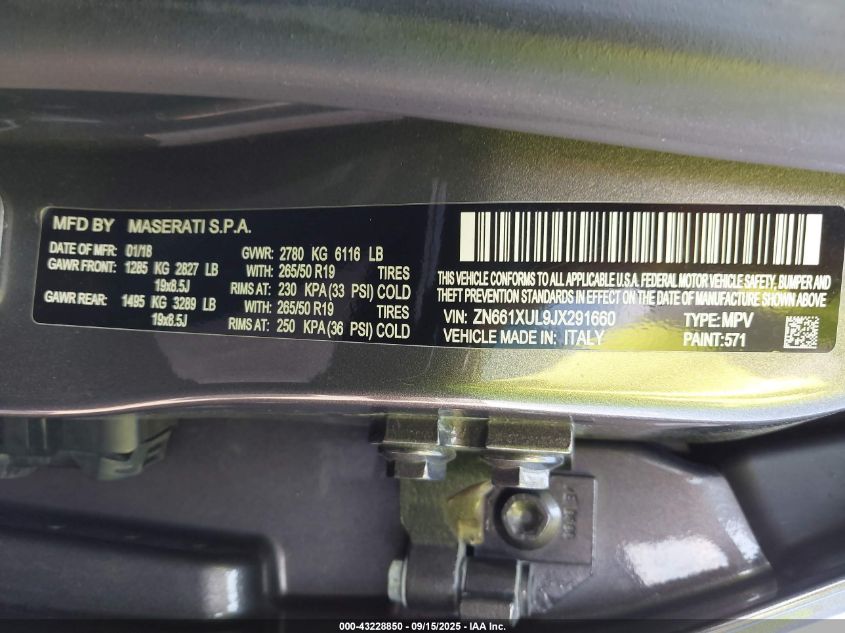 MFD BY MASERATI S.P.A.
DATE OF MFR: 01/18 GVWR: 2780 KG 6116 LB
GAWR FRONT: 1285 KG 2827 LB WITH: 265/50 R19 TIRES
19x8.5J RIMS AT: 230 KPA (33 PSI) COLD
GAWR REAR: 1495 KG 3289 LB WITH: 265/50 R19 TIRES
19x8.5J RIMS AT: 250 KPA (36 PSI) COLD
THIS VEHICLE CONFORMS TO ALL APPLICABLE U.S.A. FEDERAL MOTOR VEHICLE SAFETY, BUMPER AND
THEFT PREVENTION STANDARDS IN EFFECT ON THE DATE OF MANUFACTURE SHOWN ABOVE
VIN: ZN661XUL9JX291660 TYPE: MPV
VEHICLE MADE IN: ITALY PAINT:571
000-43228850 - 09/15/2025 - IAA Inc.